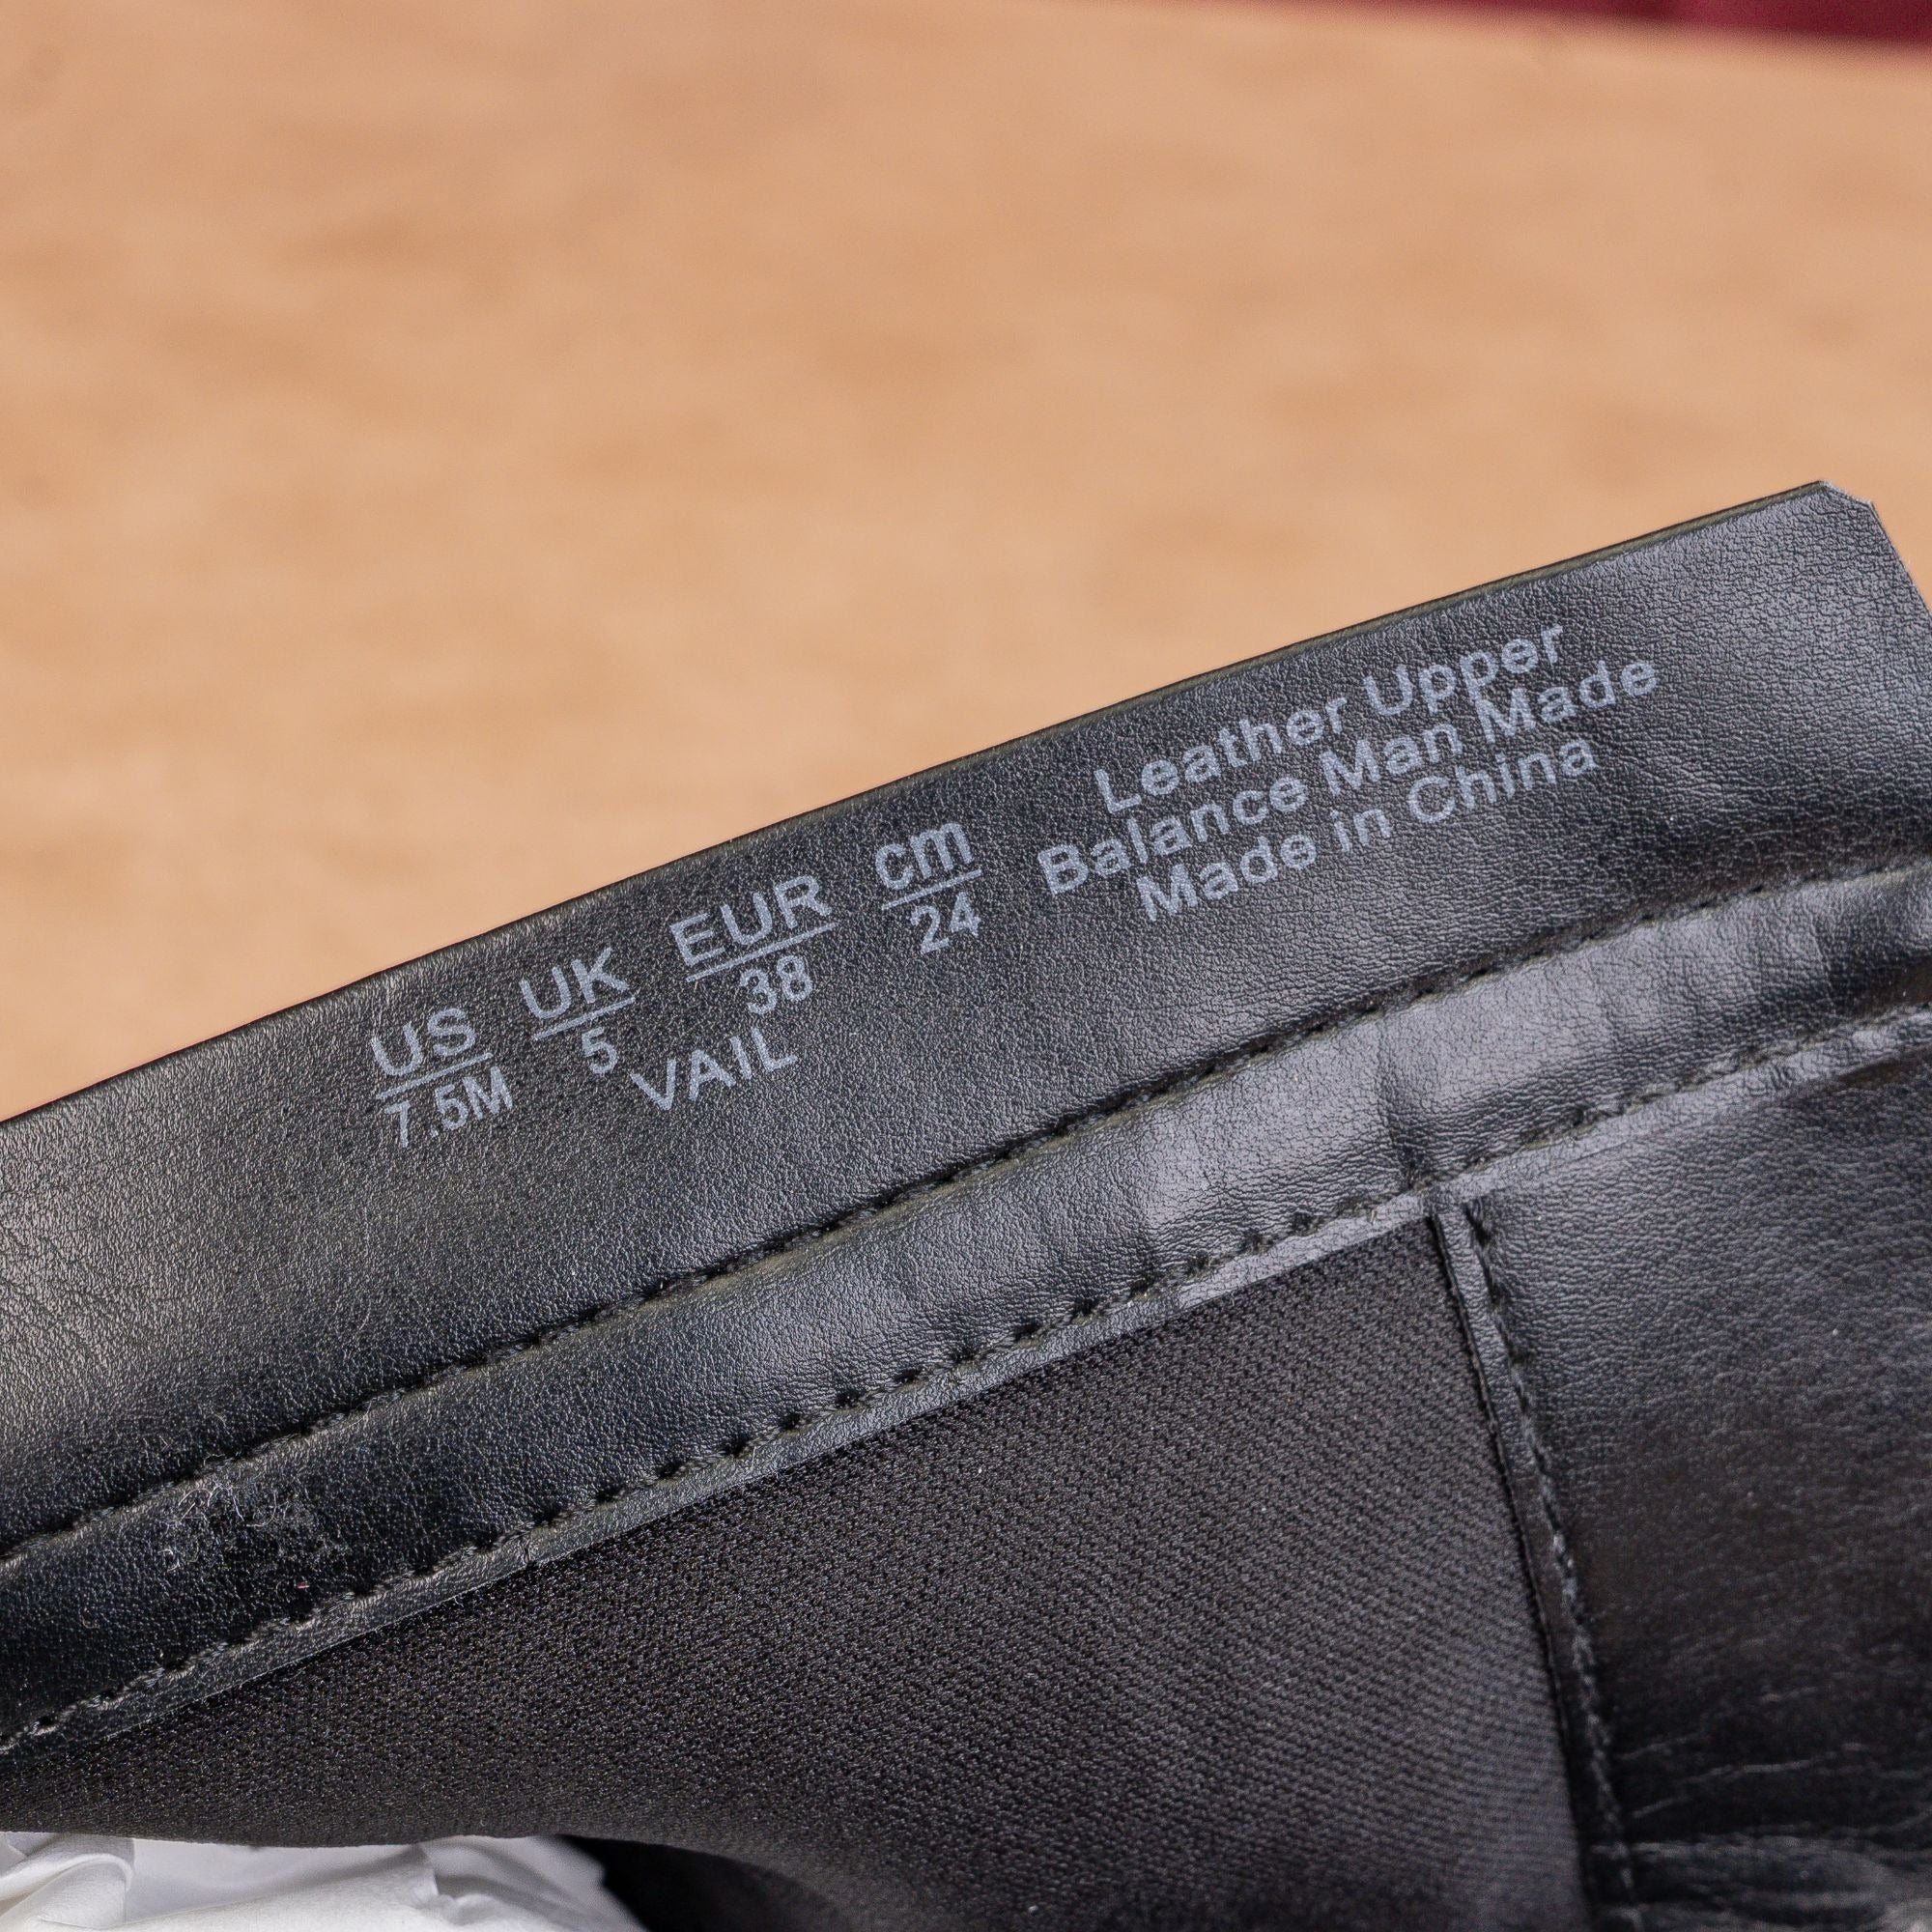 US UK EUR cm
7.5M 5 38 24
VAIL
Leather Upper
Balance Man Made
Made in China